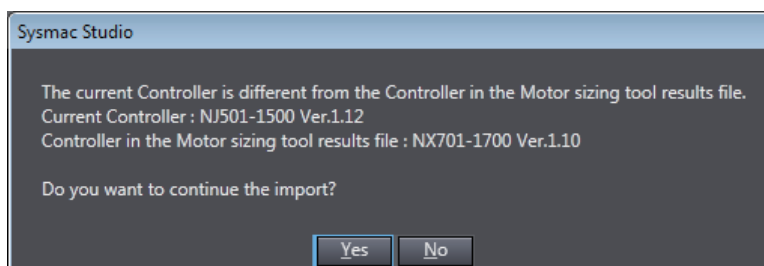 Sysmac Studio
The current Controller is different from the Controller in the Motor sizing tool results file.
Current Controller : NJ501-1500 Ver.1.12
Controller in the Motor sizing tool results file : NX701-1700 Ver.1.10
Do you want to continue the import?
Yes No